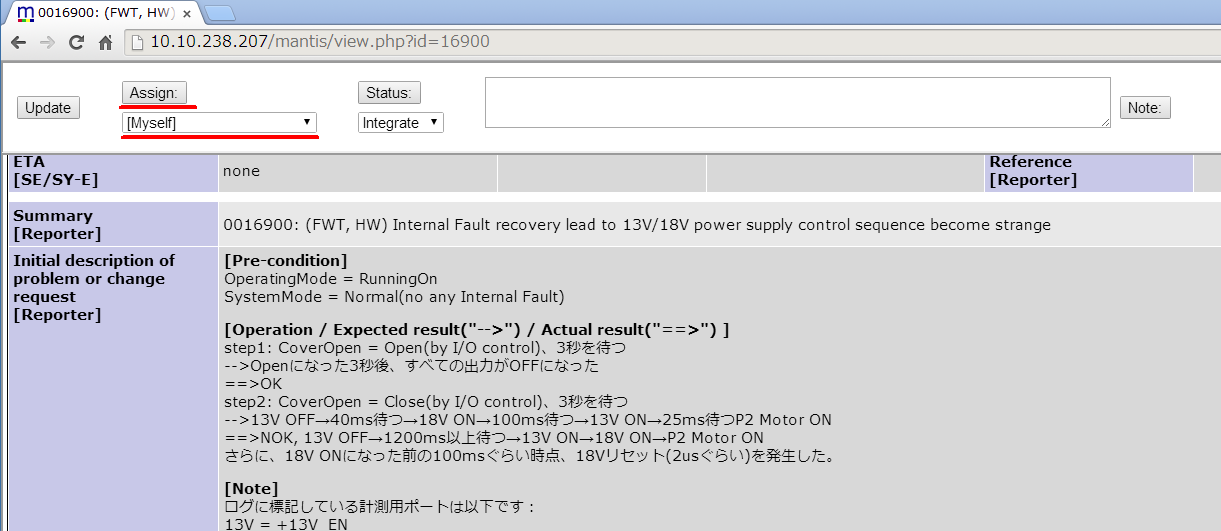 0016900: (FWT, HW)
10.10.238.207/mantis/view.php?id=16900
Update
Assign:
[Myself]
Status:
Integrate
Note:
ETA
[SE/SY-E]
none
Reference
[Reporter]
Summary
[Reporter]
0016900: (FWT, HW) Internal Fault recovery lead to 13V/18V power supply control sequence become strange
Initial description of
problem or change
request
[Reporter]
[Pre-condition]
OperatingMode = RunningOn
SystemMode = Normal(no any Internal Fault)
[Operation / Expected result("-->") / Actual result("==>") ]
step1: CoverOpen = Open(by I/O control)、3秒を待つ
-->Openになった3秒後、すべての出力がOFFになった
==>OK
step2: CoverOpen = Close(by I/O control)、3秒を待つ
-->13V OFF→40ms待つ→18V ON→100ms待つ→13V ON→25ms待つP2 Motor ON
==>NOK, 13V OFF→1200ms以上待つ→13V ON→18V ON→P2 Motor ON
さらに、18V ONになった前の100msぐらい時点、18Vリセット(2usぐらい)を発生した。
[Note]
ログに標記している計測用ポートは以下です：
13V = +13V_EN